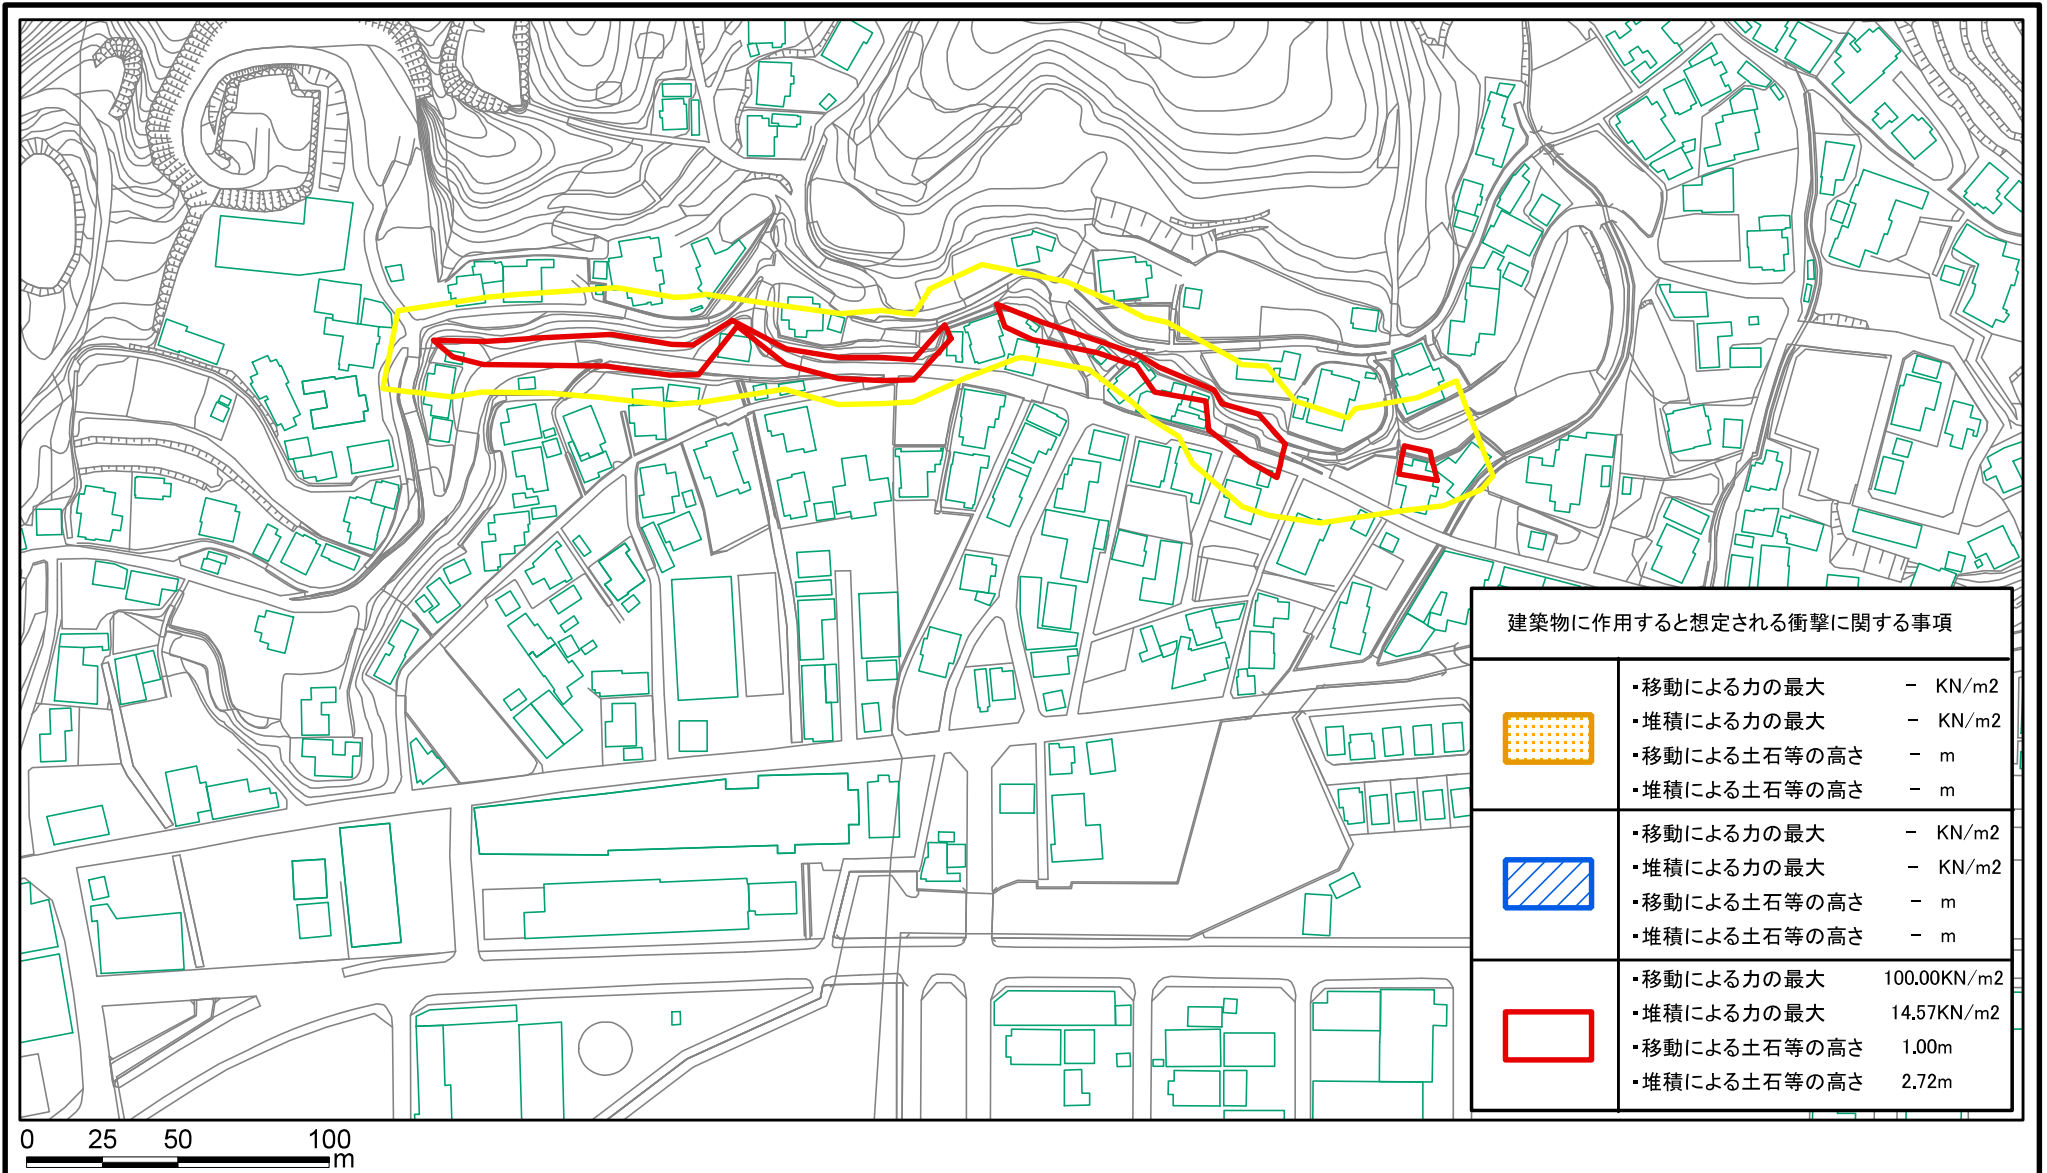 建築物に作用すると想定される衝撃に関する事項
・移動による力の最大 － KN/m2
・堆積による力の最大 － KN/m2
・移動による土石等の高さ － m
・堆積による土石等の高さ － m
・移動による力の最大 － KN/m2
・堆積による力の最大 － KN/m2
・移動による土石等の高さ － m
・堆積による土石等の高さ － m
・移動による力の最大 100.00KN/m2
・堆積による力の最大 14.57KN/m2
・移動による土石等の高さ 1.00m
・堆積による土石等の高さ 2.72m
0 25 50 100
m